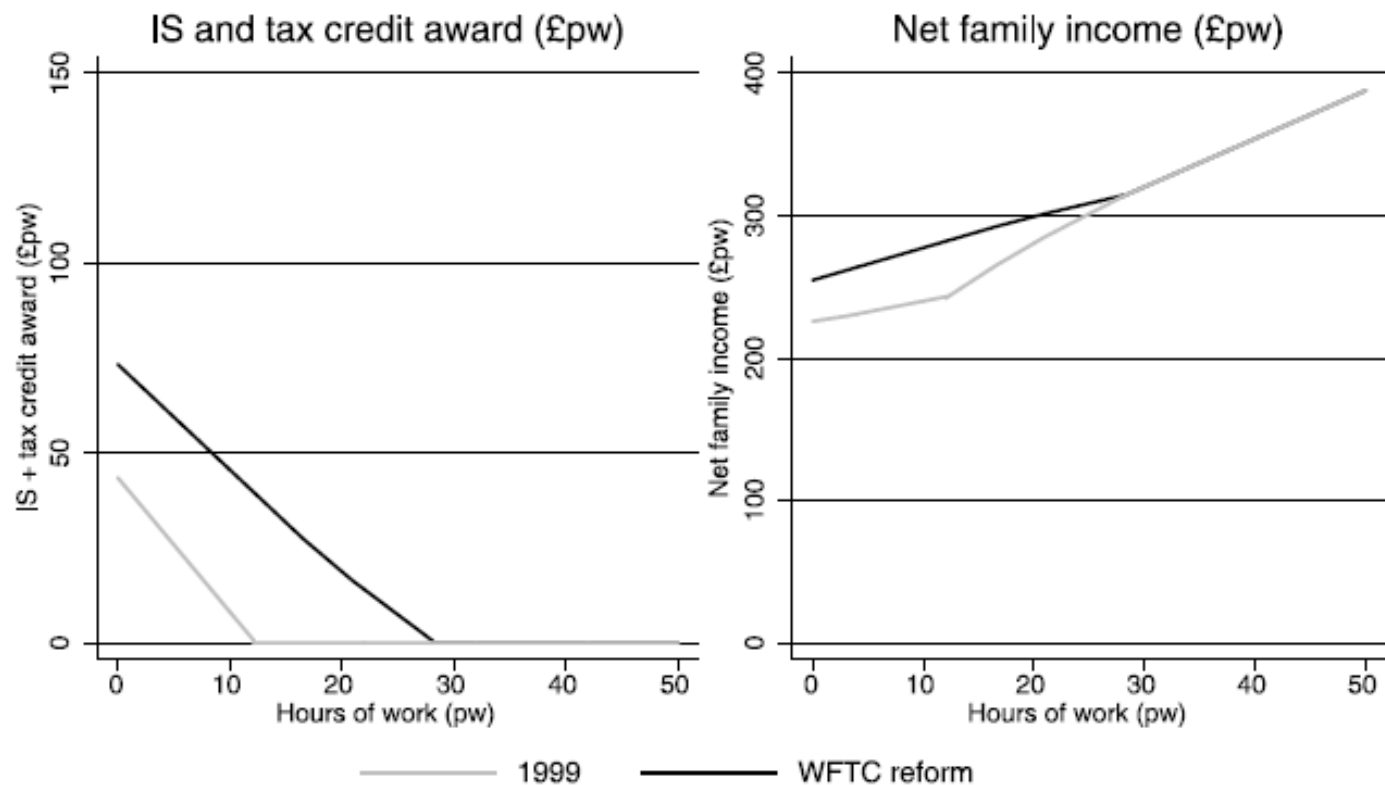 IS and tax credit award (£pw)
IS + tax credit award (£pw)
150
100
50
0
0 10 20 30 40 50
Hours of work (pw)
Net family income (£pw)
Net family income (£pw)
400
300
200
100
0
0 10 20 30 40 50
Hours of work (pw)
1999 WFTC reform